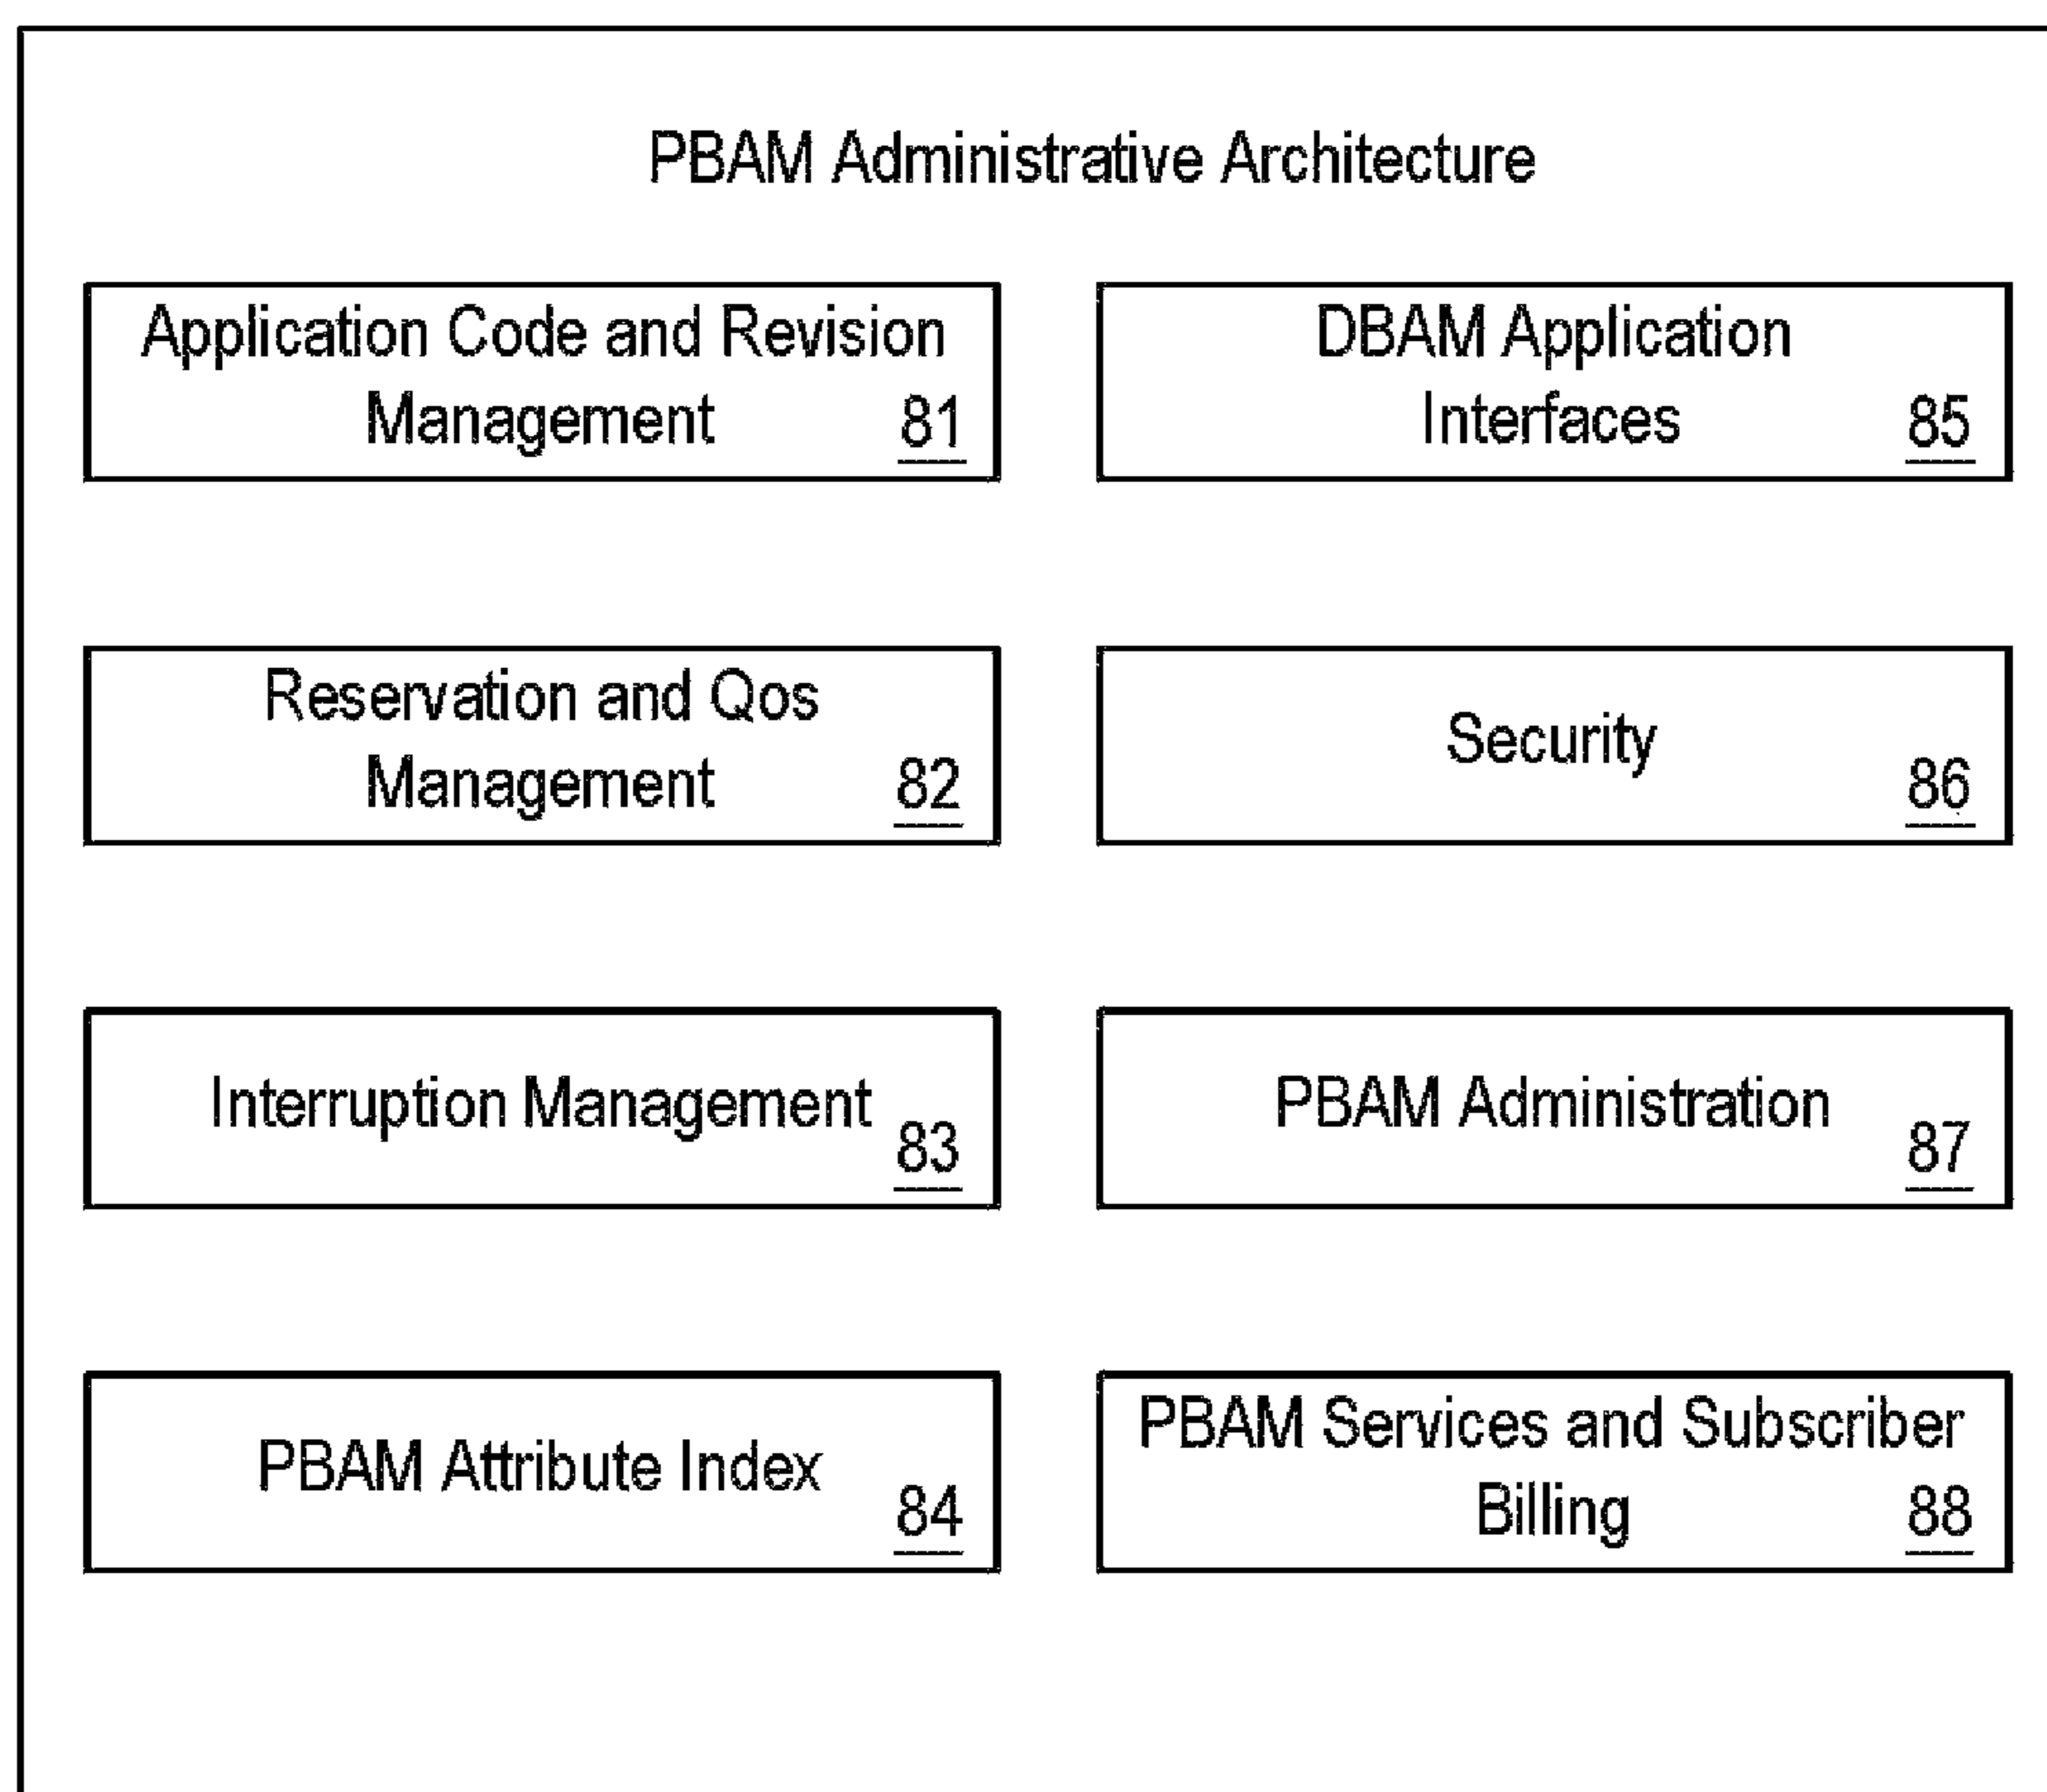 PBAM Administrative Architecture
Application Code and Revision
Management 81
DBAM Application
Interfaces 85
Reservation and Qos
Management 82
Security
86
Interruption Management
83
PBAM Administration
87
PBAM Attribute Index
84
PBAM Services and Subscriber
Billing 88